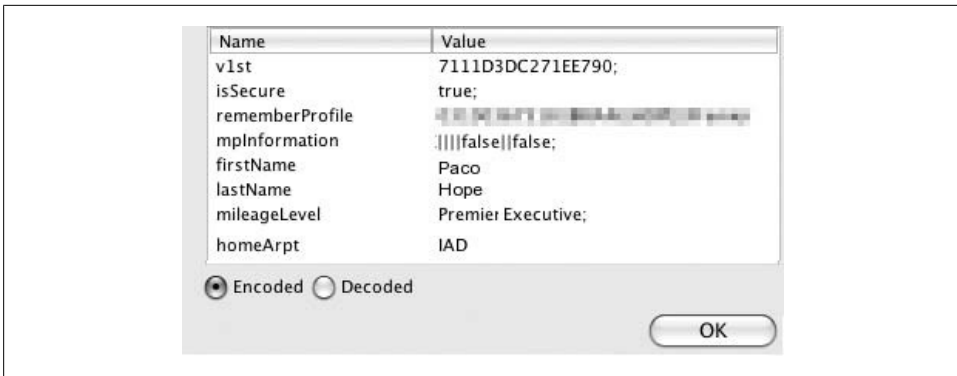 Name Value
v1st 7111D3DC271EE790;
isSecure true;
rememberProfile
mpInformation ||||false||false;
firstName Paco
lastName Hope
mileageLevel Premier Executive;
homeArpt IAD
Encoded Decoded
OK